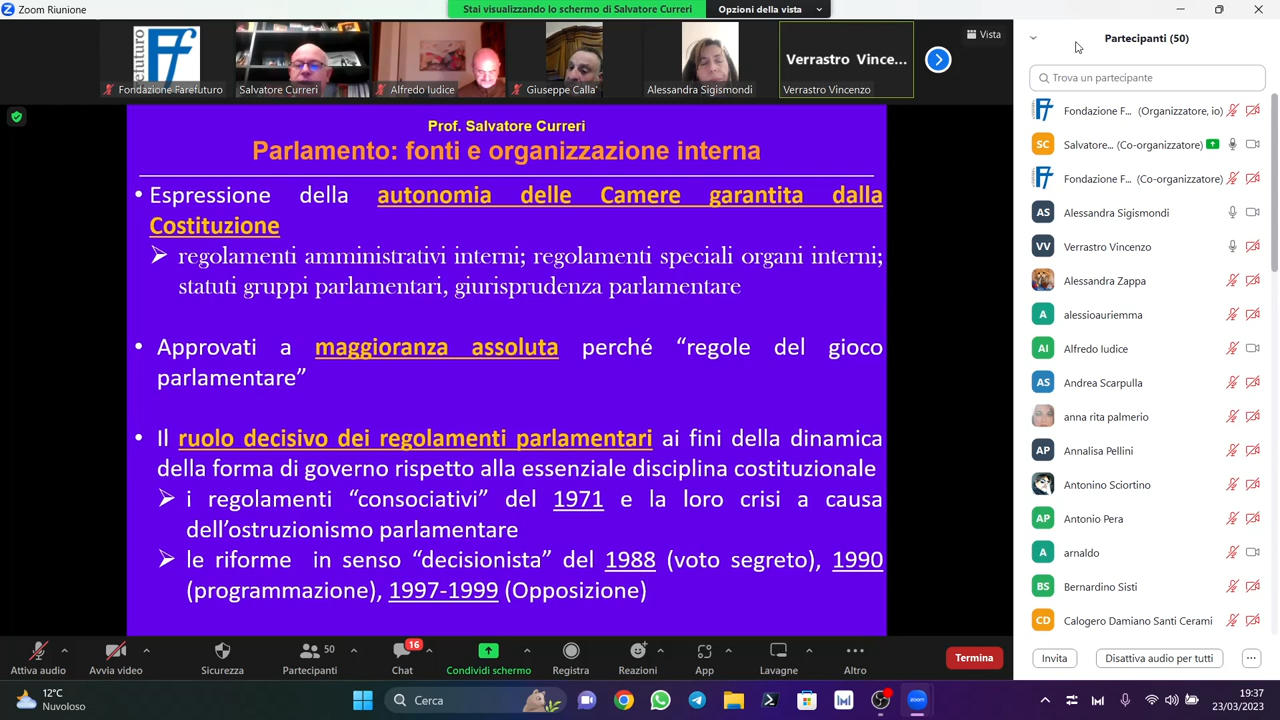 Zoom Riunione
Stai visualizzando lo schermo di Salvatore Curreri
Opzioni della vista
Vista
efuturo
Fondazione Farefuturo
Salvatore Curreri
Alfredo Iudice
Giuseppe Calla'
Alessandra Sigismondi
Verrastro Vince...
Verrastro Vincenzo
Prof. Salvatore Curreri
Parlamento: fonti e organizzazione interna
• Espressione della autonomia delle Camere garantita dalla
Costituzione
➢ regolamenti amministrativi interni; regolamenti speciali organi interni;
statuti gruppi parlamentari, giurisprudenza parlamentare
• Approvati a maggioranza assoluta perché “regole del gioco
parlamentare”
• Il ruolo decisivo dei regolamenti parlamentari ai fini della dinamica
della forma di governo rispetto alla essenziale disciplina costituzionale
➢ i regolamenti “consociativi” del 1971 e la loro crisi a causa
dell’ostruzionismo parlamentare
➢ le riforme in senso “decisionista” del 1988 (voto segreto), 1990
(programmazione), 1997-1999 (Opposizione)
Partecipanti (50)
Trova un partecipante
Fondazione F... (Organizzatore, io)
SC Salvatore... (Co-organizzatore)
Fondazione F... (Co-organizzatore)
AS Alessandra Sigismondi
VV Verrastro Vincenzo
Alessandra Zappa
A alessioauriemma
AI Alfredo Iudice
AS Andrea Scarpulla
anna rita palmerio
AP Annalisa Pellini
Antonino Sciortino
AP Antonio Pera
A arnaldo
BS Bernardino Sisti
CD Calogero Damiano Santi Cerami
Invita
Disattiva audio per tutti
...
Attiva audio
Avvia video
Sicurezza
50
Partecipanti
16
Chat
Condividi schermo
Registra
Reazioni
App
Lavagne
Altro
Termina
12°C
Nuvoloso
Cerca
19:37
23/03/2023